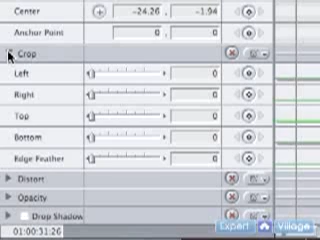 Center -24.26 , -1.94
Anchor Point 0 , 0
Crop
Left 0
Right 0
Top 0
Bottom 0
Edge Feather 0
Distort
Opacity
Drop Shadow
01:00:31:26
Expert Village